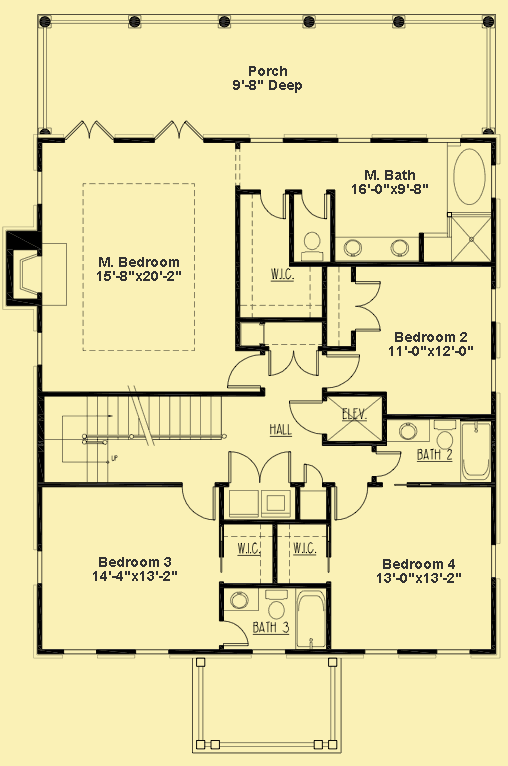 Porch
9'-8" Deep
M. Bath
16'-0"x9'-8"
M. Bedroom
15'-8"x20'-2"
W.I.C.
Bedroom 2
11'-0"x12'-0"
ELEV.
HALL
BATH 2
UP
W.I.C.
W.I.C.
Bedroom 3
14'-4"x13'-2"
Bedroom 4
13'-0"x13'-2"
BATH 3